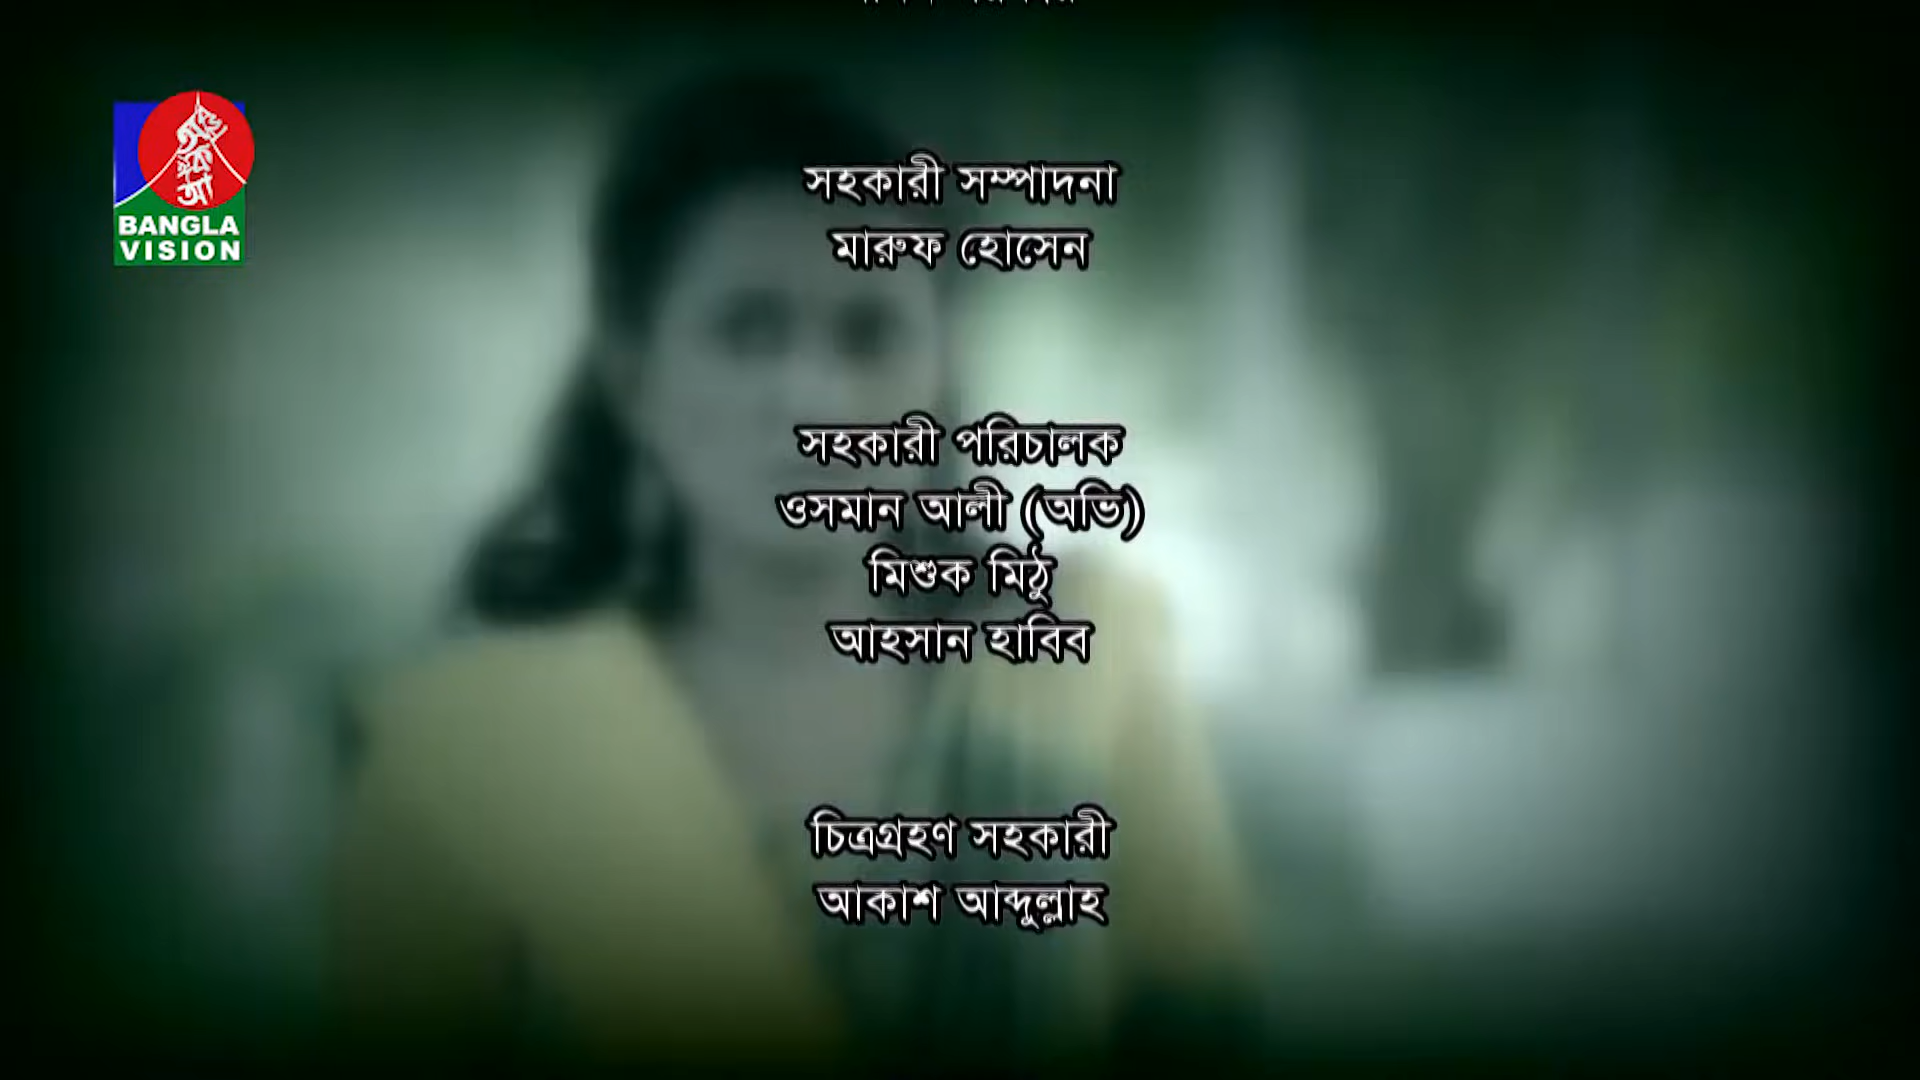 BANGLA
VISION
সহকারী সম্পাদনা
মারুফ হোসেন
সহকারী পরিচালক
ওসমান আলী (অভি)
মিশুক মিঠু
আহসান হাবিব
চিত্রগ্রহণ সহকারী
আকাশ আব্দুল্লাহ